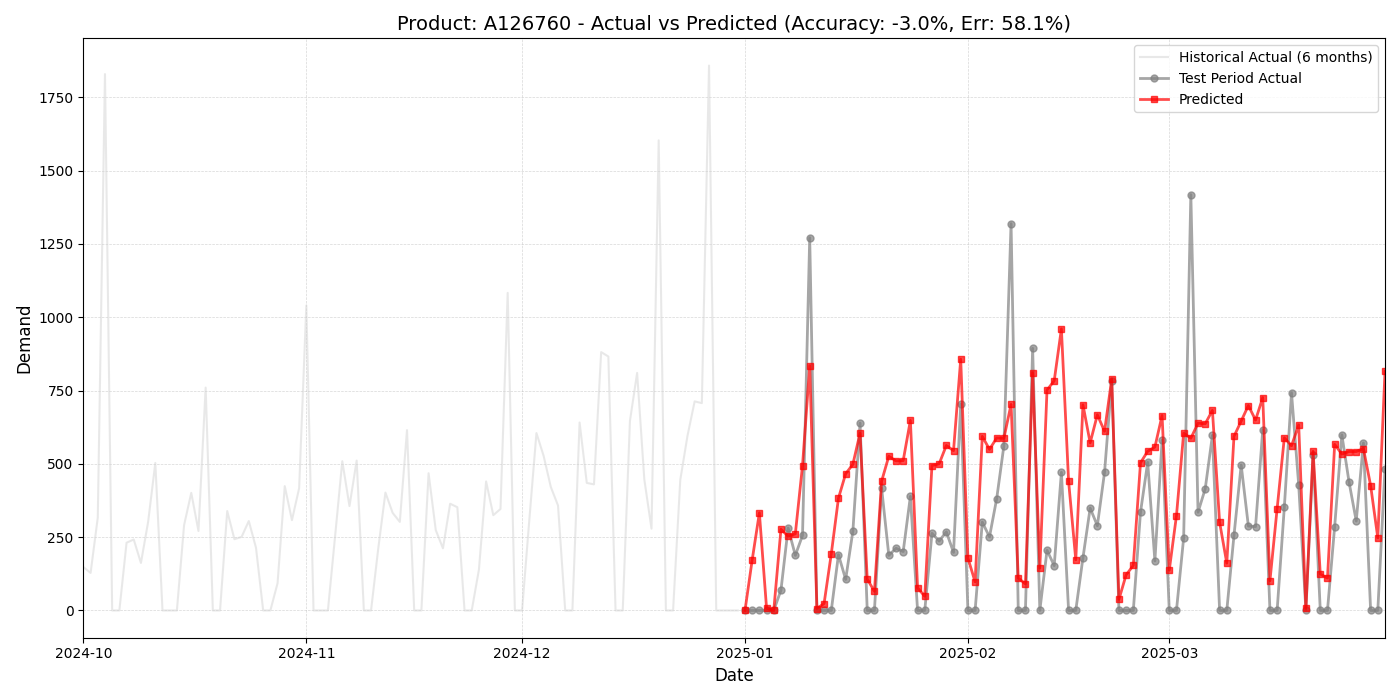 Product: A126760 - Actual vs Predicted (Accuracy: -3.0%, Err: 58.1%)
Historical Actual (6 months)
Test Period Actual
Predicted
Demand
1750
1500
1250
1000
750
500
250
0
2024-10
2024-11
2024-12
2025-01
2025-02
2025-03
Date